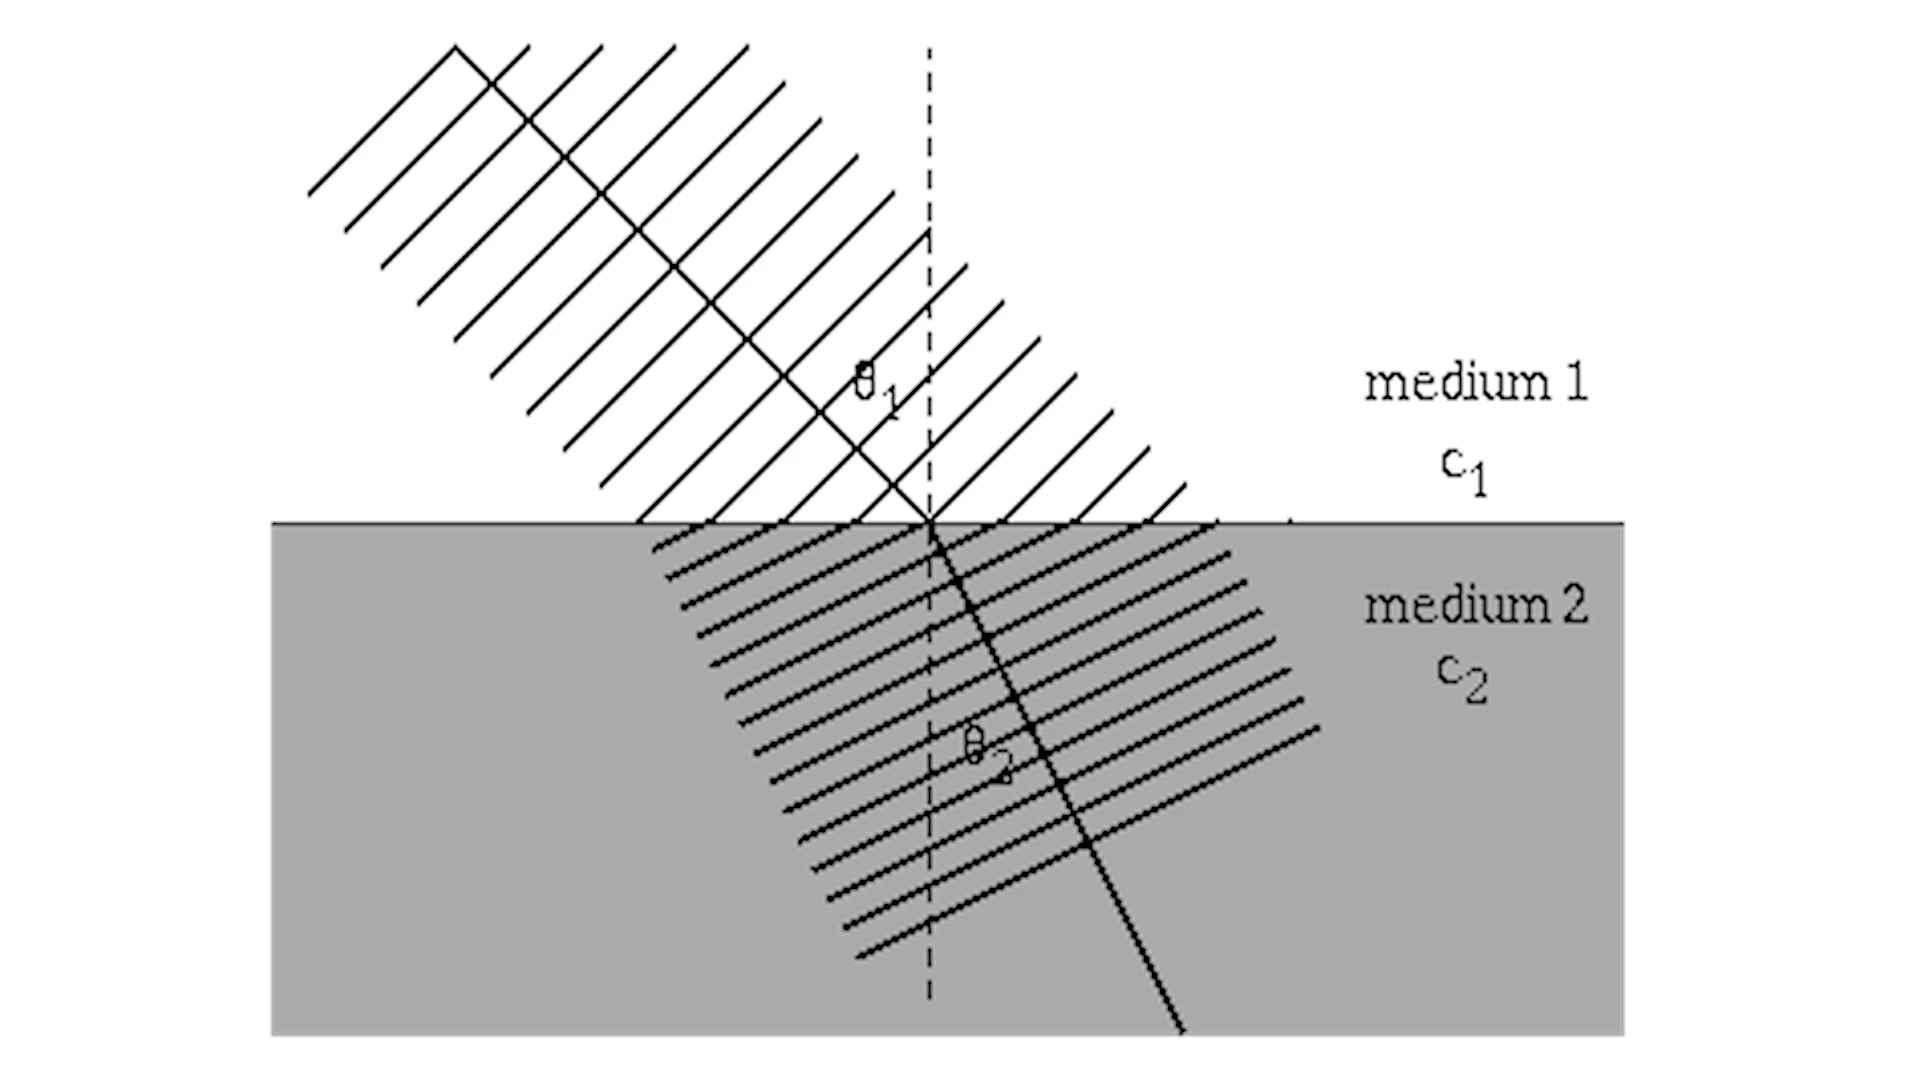 θ₁
medium 1
c₁
medium 2
c₂
θ₂